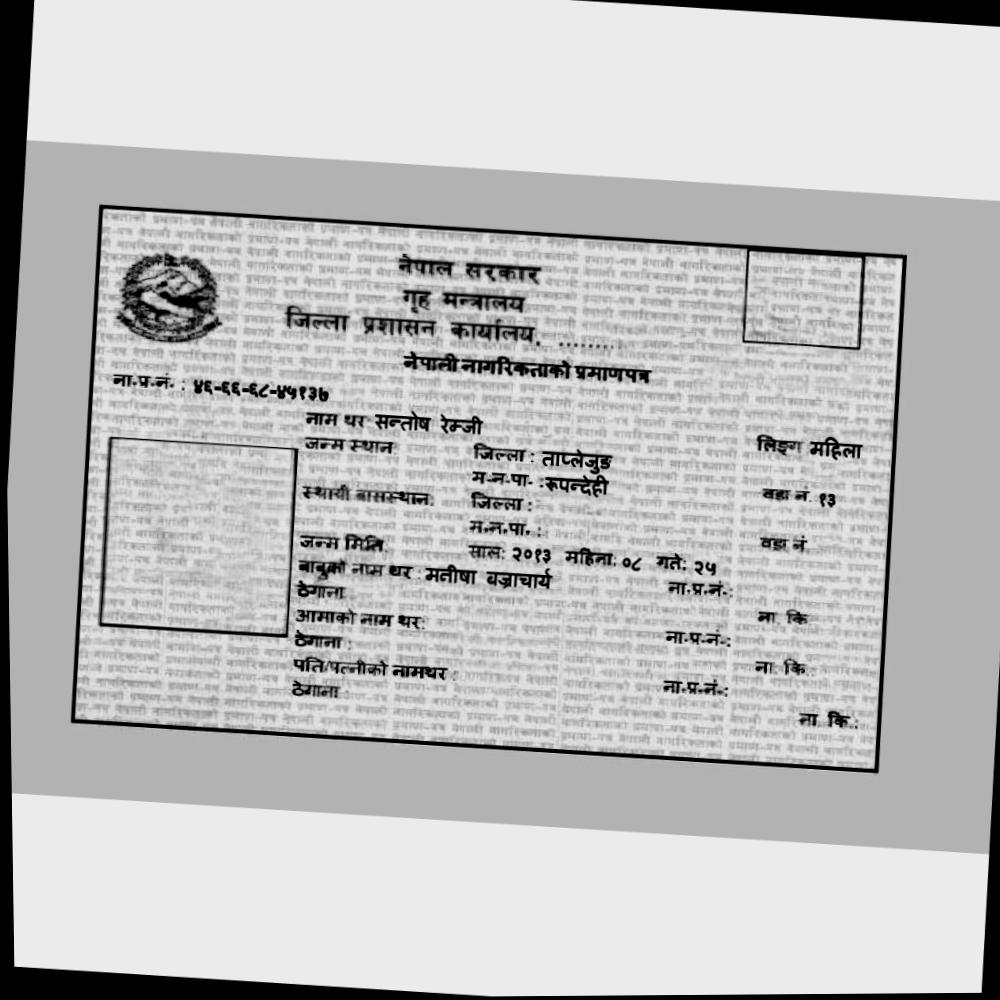 नेपाल सरकार
गृह मन्त्रालय
जिल्ला प्रशासन कार्यालय. .........
नेपाली नागरिकताको प्रमाणपत्र
ना.प्र.नं. : ४६-६६-६८-४५१३७
नाम थर सन्तोष रेम्जी लिङ्ग महिला
जन्म स्थान: जिल्ला : ताप्लेजुङ
म.न.पा. :रूपन्देही वडा नं. १३
स्थायी बासस्थान: जिल्ला :
म.न.पा. : वडा नं
जन्म मिति: सालः २०१३ महिना: ०८ गते: २५
बाबुको नाम थर : मनीषा बज्राचार्य ना.प्र.नं.:
ठेगाना : ना. कि
आमाको नाम थर: ना.प्र.नं.:
ठेगाना : ना. कि.:
पति/पत्नीको नामथर : ना.प्र.नं.:
ठेगाना : ना. कि.: